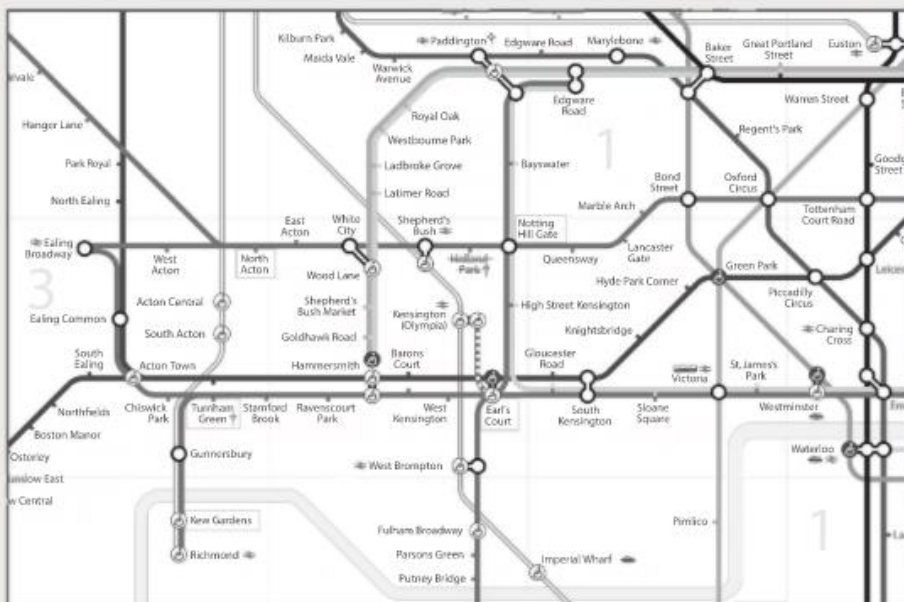 Kilburn Park
Paddington
Edgware Road
Marylebone
Baker
Street
Great Portland
Street
Euston
Maida Vale
Warwick
Avenue
Edgware
Road
Warren Street
Royal Oak
Hanger Lane
Westbourne Park
Regent's Park
Park Royal
Ladbroke Grove
Bayswater
1
Bond
Street
Oxford
Circus
North Ealing
Latimer Road
Marble Arch
Tottenham
Court Road
East
Acton
White
City
Shepherd's
Bush
Notting
Hill Gate
Ealing
Broadway
West
Acton
North
Acton
Wood Lane
Holland
Park
Queensway
Lancaster
Gate
Green Park
3
Hyde Park Corner
Piccadilly
Circus
Acton Central
Shepherd's
Bush Market
Kensington
(Olympia)
High Street Kensington
Ealing Common
South Acton
Goldhawk Road
Knightsbridge
Charing
Cross
South
Ealing
Acton Town
Hammersmith
Barons
Court
Gloucester
Road
Victoria
St. James's
Park
Northfields
Chiswick
Park
Turnham
Green
Stamford
Brook
Ravenscourt
Park
West
Kensington
Earl's
Court
South
Kensington
Sloane
Square
Westminster
Boston Manor
Osterley
Gunnersbury
West Brompton
Waterloo
Kew Gardens
Fulham Broadway
Pimlico
1
Richmond
Parsons Green
Imperial Wharf
Putney Bridge